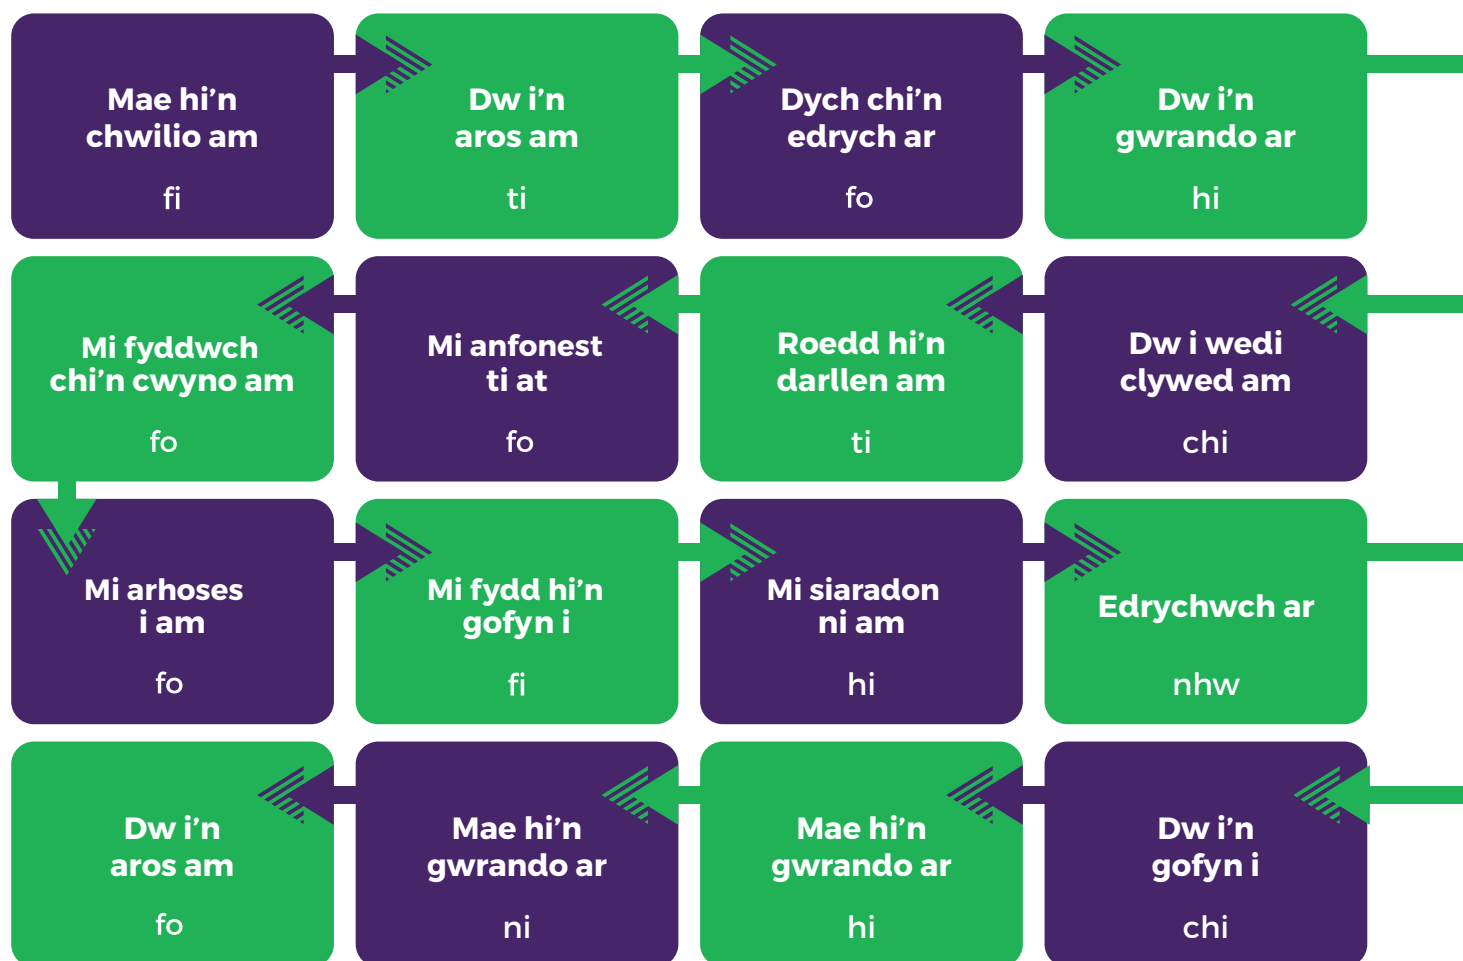 Mae hi’n
chwilio am
fi
Dw i’n
aros am
ti
Dych chi’n
edrych ar
fo
Dw i’n
gwrando ar
hi
Dw i wedi
clywed am
chi
Roedd hi’n
darllen am
ti
Mi anfonest
ti at
fo
Mi fyddwch
chi’n cwyno am
fo
Mi arhoses
i am
fo
Mi fydd hi’n
gofyn i
fi
Mi siaradon
ni am
hi
Edrychwch ar
nhw
Dw i’n
gofyn i
chi
Mae hi’n
gwrando ar
hi
Mae hi’n
gwrando ar
ni
Dw i’n
aros am
fo